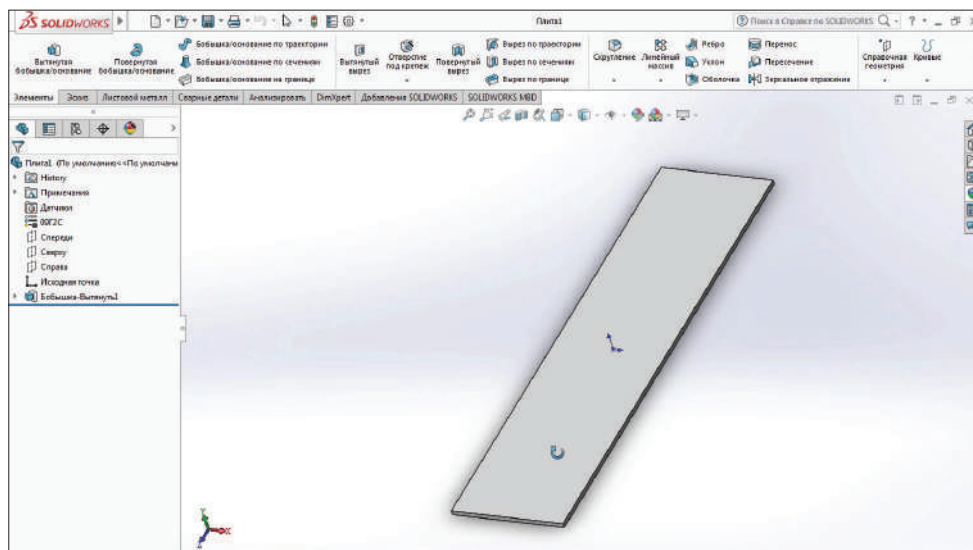 SOLIDWORKS
Плита1
Поиск в Справке по SOLIDWORKS
Вытянутая бобышка/основание
Повернутая бобышка/основание
Бобышка/основание по траектории
Бобышка/основание по сечениям
Бобышка/основание на границе
Вытянутый вырез
Отверстие под крепеж
Повернутый вырез
Вырез по траектории
Вырез по сечениям
Вырез по границе
Скругление
Линейный массив
Ребро
Уклон
Оболочка
Перенос
Пересечение
Зеркальное отражение
Справочная геометрия
Кривые
Элементы
Эскиз
Листовой металл
Сварные детали
Анализировать
DimXpert
Добавления SOLIDWORKS
SOLIDWORKS MBD
Плита1 (По умолчанию<<По умолчани
History
Примечания
Датчики
09Г2С
Спереди
Сверху
Справа
Исходная точка
Бобышка-Вытянуть1